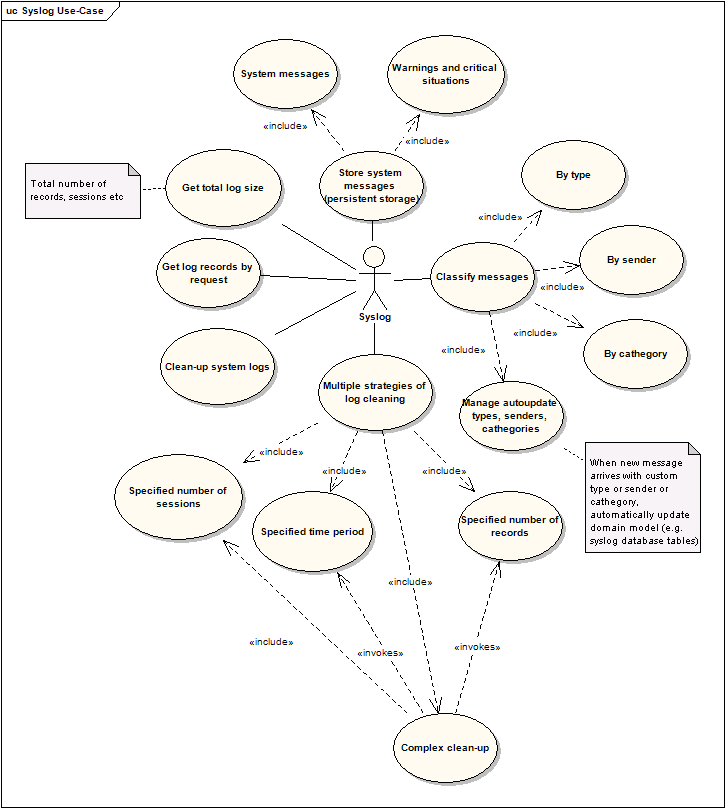 uc Syslog Use-Case
System messages
Warnings and critical
situations
«include»
«include»
Store system
messages
(persistent storage)
Total number of
records, sessions etc
Get total log size
By type
«include»
Get log records by
request
Classify messages
By sender
«include»
Syslog
«include»
By cathegory
Clean-up system logs
«include»
Multiple strategies of
log cleaning
Manage autoupdate
types, senders,
cathegories
«include»
«include»
«include»
When new message
arrives with custom
type or sender or
cathegory,
automatically update
domain model (e.g.
syslog database tables)
Specified number of
sessions
Specified time period
Specified number of
records
«include»
«include»
«invokes»
«invokes»
Complex clean-up